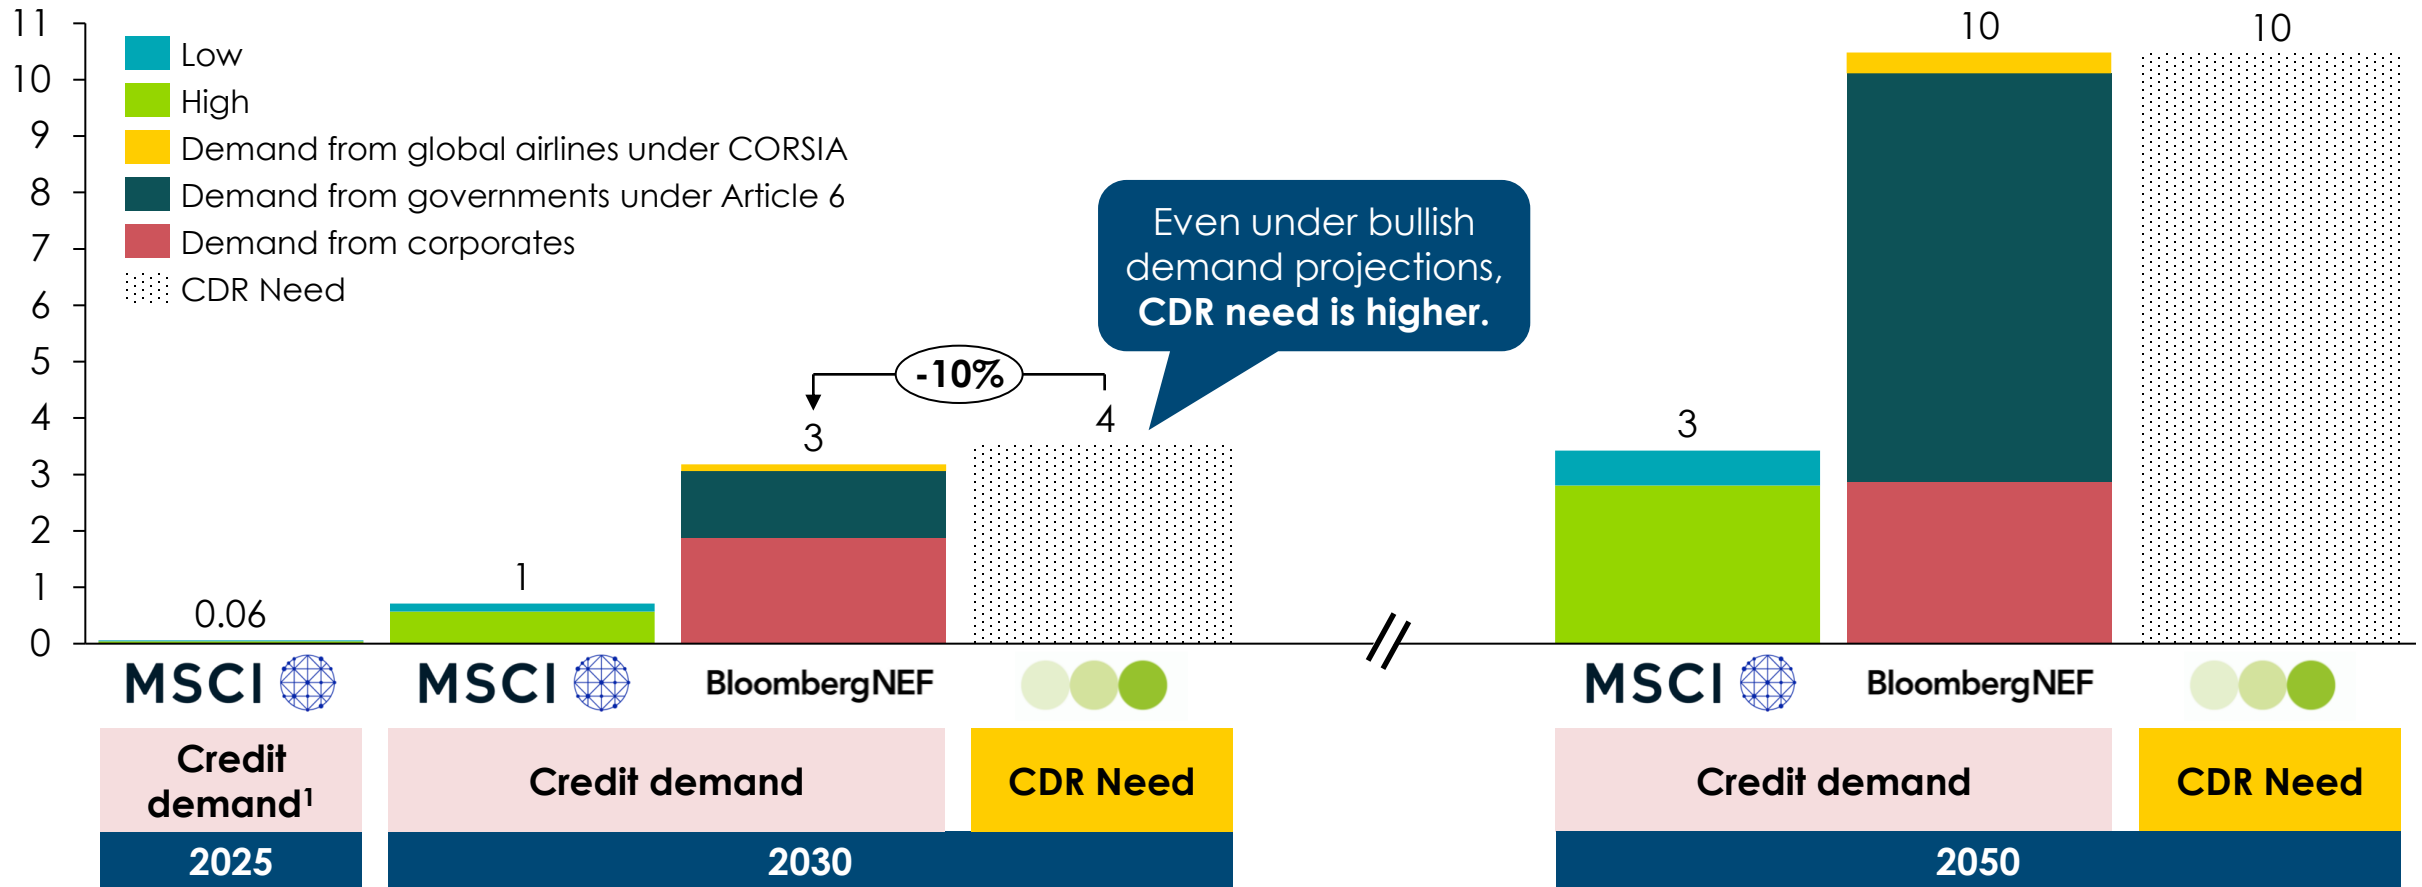 11
10
9
8
7
6
5
4
3
2
1
0
Low
High
Demand from global airlines under CORSIA
Demand from governments under Article 6
Demand from corporates
CDR Need
0.06
1
3
4
-10%
Even under bullish
demand projections,
CDR need is higher.
3
10
10
MSCI
MSCI
BloombergNEF
MSCI
BloombergNEF
Credit
demand¹
Credit demand
CDR Need
Credit demand
CDR Need
2025
2030
2050